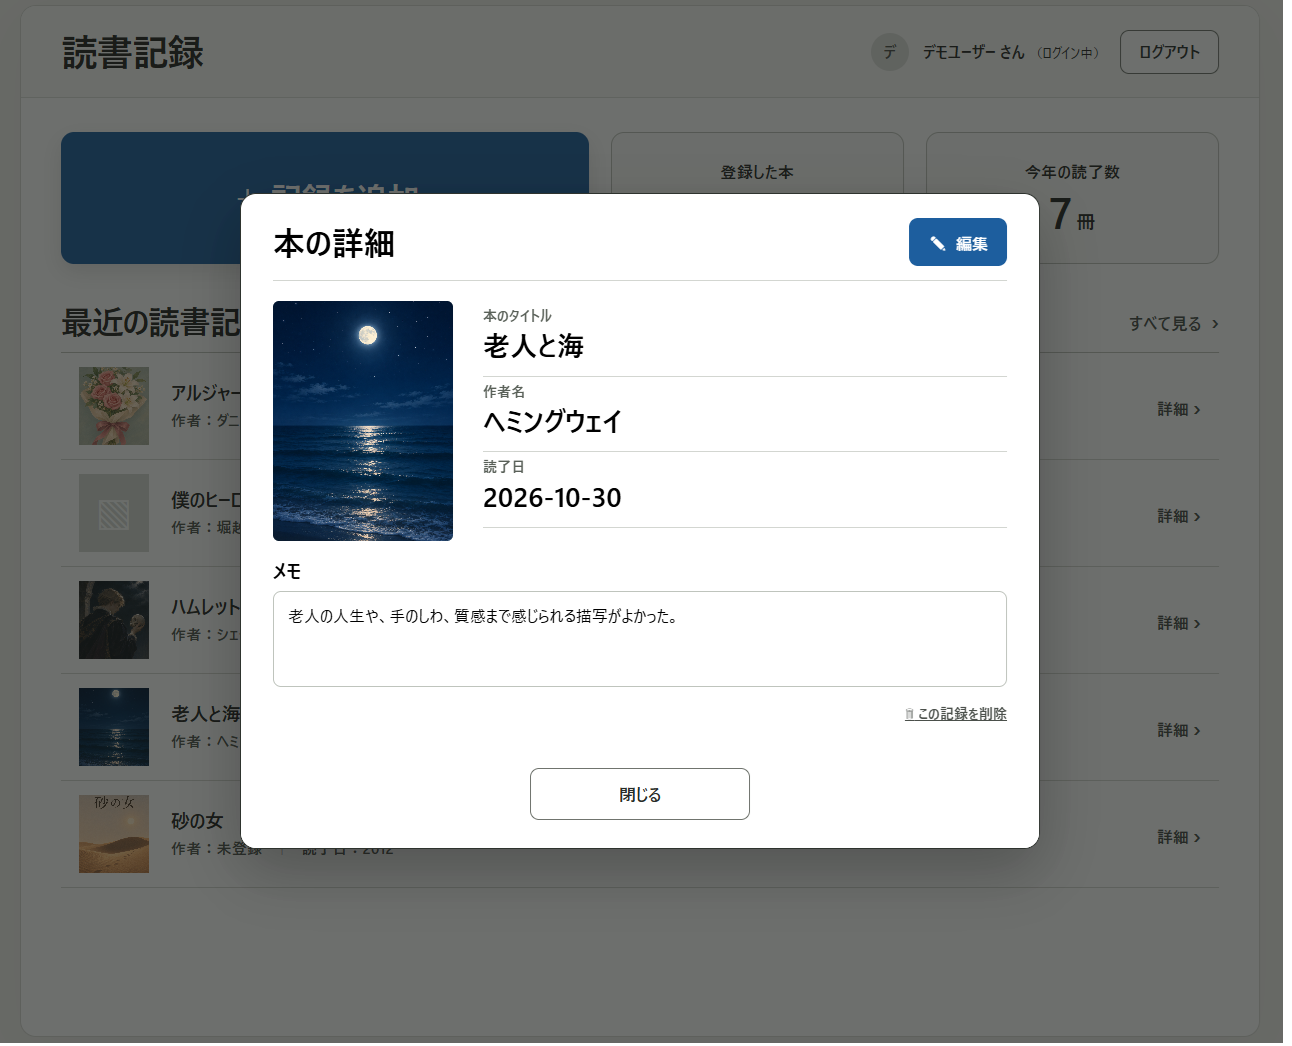 読書記録
デ デモユーザー さん （ログイン中） ログアウト
登録した本
今年の読了数
7 冊
本の詳細
編集
本のタイトル
老人と海
作者名
ヘミングウェイ
読了日
2026-10-30
メモ
老人の人生や、手のしわ、質感まで感じられる描写がよかった。
この記録を削除
閉じる
最近の読書記
すべて見る ›
アルジャー
作者：ダニ
詳細 ›
僕のヒーロ
作者：堀越
詳細 ›
ハムレット
作者：シェ
詳細 ›
老人と海
作者：ヘミ
詳細 ›
砂の女
砂の女
作者：未登録
詳細 ›